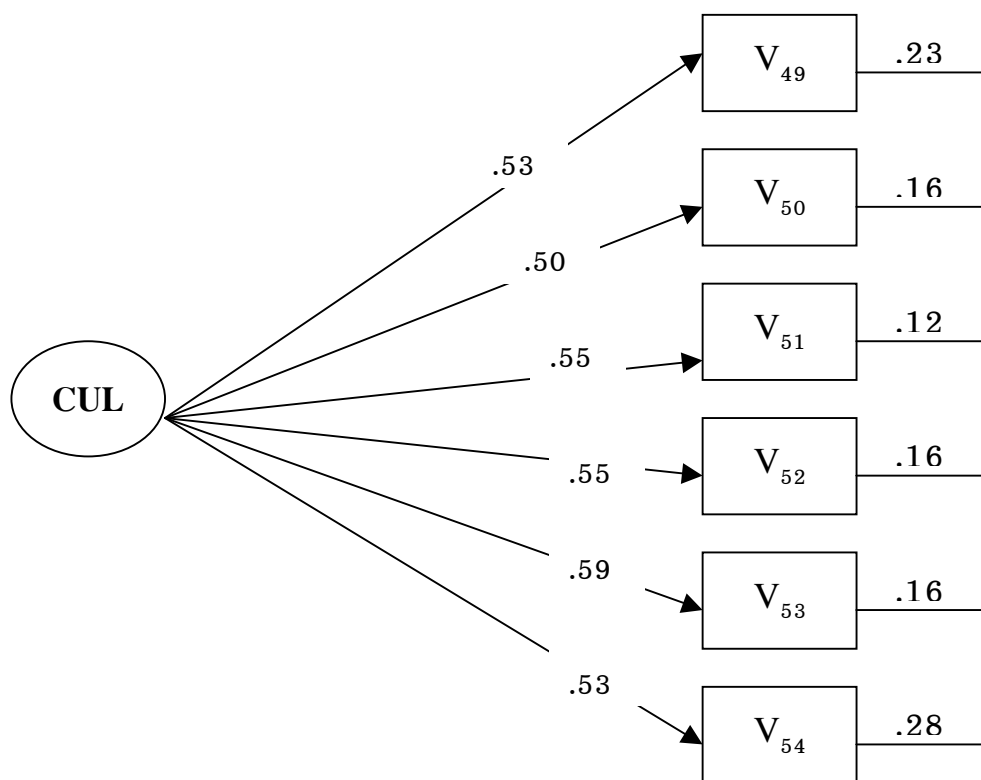 V49 .23
.53
V50 .16
.50
V51 .12
.55
CUL
V52 .16
.55
.59
V53 .16
.53
V54 .28